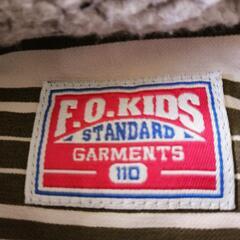 F.O.KIDS
STANDARD
GARMENTS
110